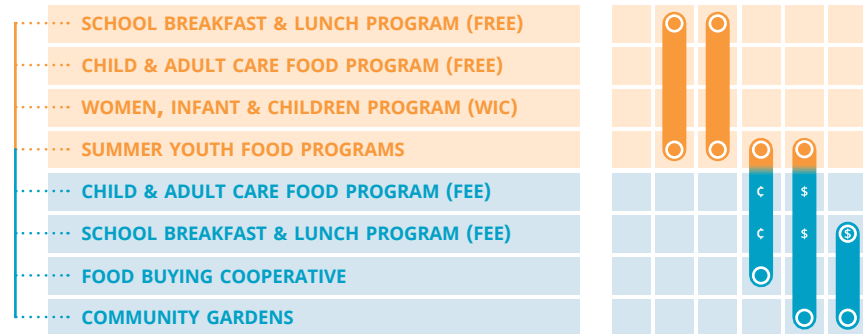 SCHOOL BREAKFAST & LUNCH PROGRAM (FREE)
CHILD & ADULT CARE FOOD PROGRAM (FREE)
WOMEN, INFANT & CHILDREN PROGRAM (WIC)
SUMMER YOUTH FOOD PROGRAMS
CHILD & ADULT CARE FOOD PROGRAM (FEE) ¢ $
SCHOOL BREAKFAST & LUNCH PROGRAM (FEE) ¢ $ $
FOOD BUYING COOPERATIVE
COMMUNITY GARDENS